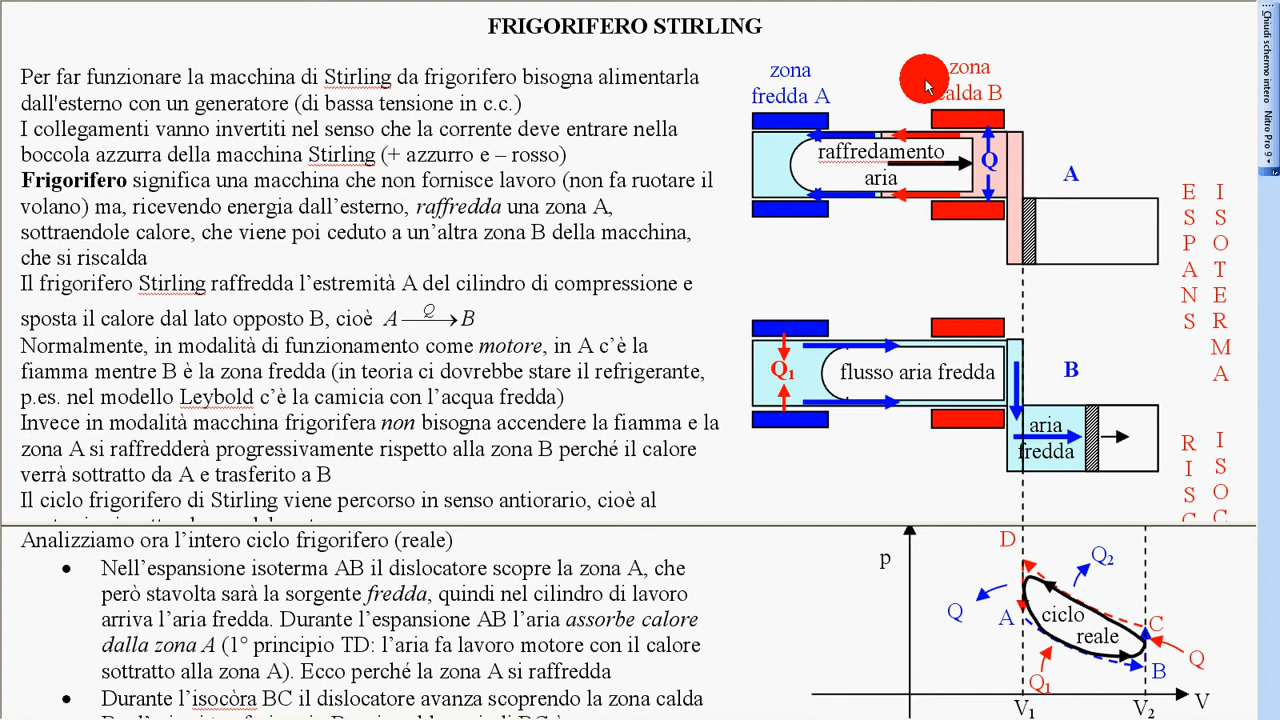 FRIGORIFERO STIRLING
Per far funzionare la macchina di Stirling da frigorifero bisogna alimentarla
dall'esterno con un generatore (di bassa tensione in c.c.)
I collegamenti vanno invertiti nel senso che la corrente deve entrare nella
boccola azzurra della macchina Stirling (+ azzurro e – rosso)
Frigorifero significa una macchina che non fornisce lavoro (non fa ruotare il
volano) ma, ricevendo energia dall'esterno, raffredda una zona A,
sottraendole calore, che viene poi ceduto a un'altra zona B della macchina,
che si riscalda
Il frigorifero Stirling raffredda l'estremità A del cilindro di compressione e
sposta il calore dal lato opposto B, cioè A Q B
Normalmente, in modalità di funzionamento come motore, in A c'è la
fiamma mentre B è la zona fredda (in teoria ci dovrebbe stare il refrigerante,
p.es. nel modello Leybold c'è la camicia con l'acqua fredda)
Invece in modalità macchina frigorifera non bisogna accendere la fiamma e la
zona A si raffredderà progressivamente rispetto alla zona B perché il calore
verrà sottratto da A e trasferito a B
Il ciclo frigorifero di Stirling viene percorso in senso antiorario, cioè al
zona
fredda A
zona
calda B
raffredamento
aria
Q
A
Q1
flusso aria fredda
B
aria
fredda
ESPANS
ISOTERMA
RISC
ISOC
Analizziamo ora l'intero ciclo frigorifero (reale)
• Nell'espansione isoterma AB il dislocatore scopre la zona A, che
però stavolta sarà la sorgente fredda, quindi nel cilindro di lavoro
arriva l'aria fredda. Durante l'espansione AB l'aria assorbe calore
dalla zona A (1° principio TD: l'aria fa lavoro motore con il calore
sottratto alla zona A). Ecco perché la zona A si raffredda
• Durante l'isocòra BC il dislocatore avanza scoprendo la zona calda
p
D
Q2
Q
A
ciclo
reale
C
Q
B
Q1
V1
V2
V
Chiudi schermo intero
Nitro Pro 9